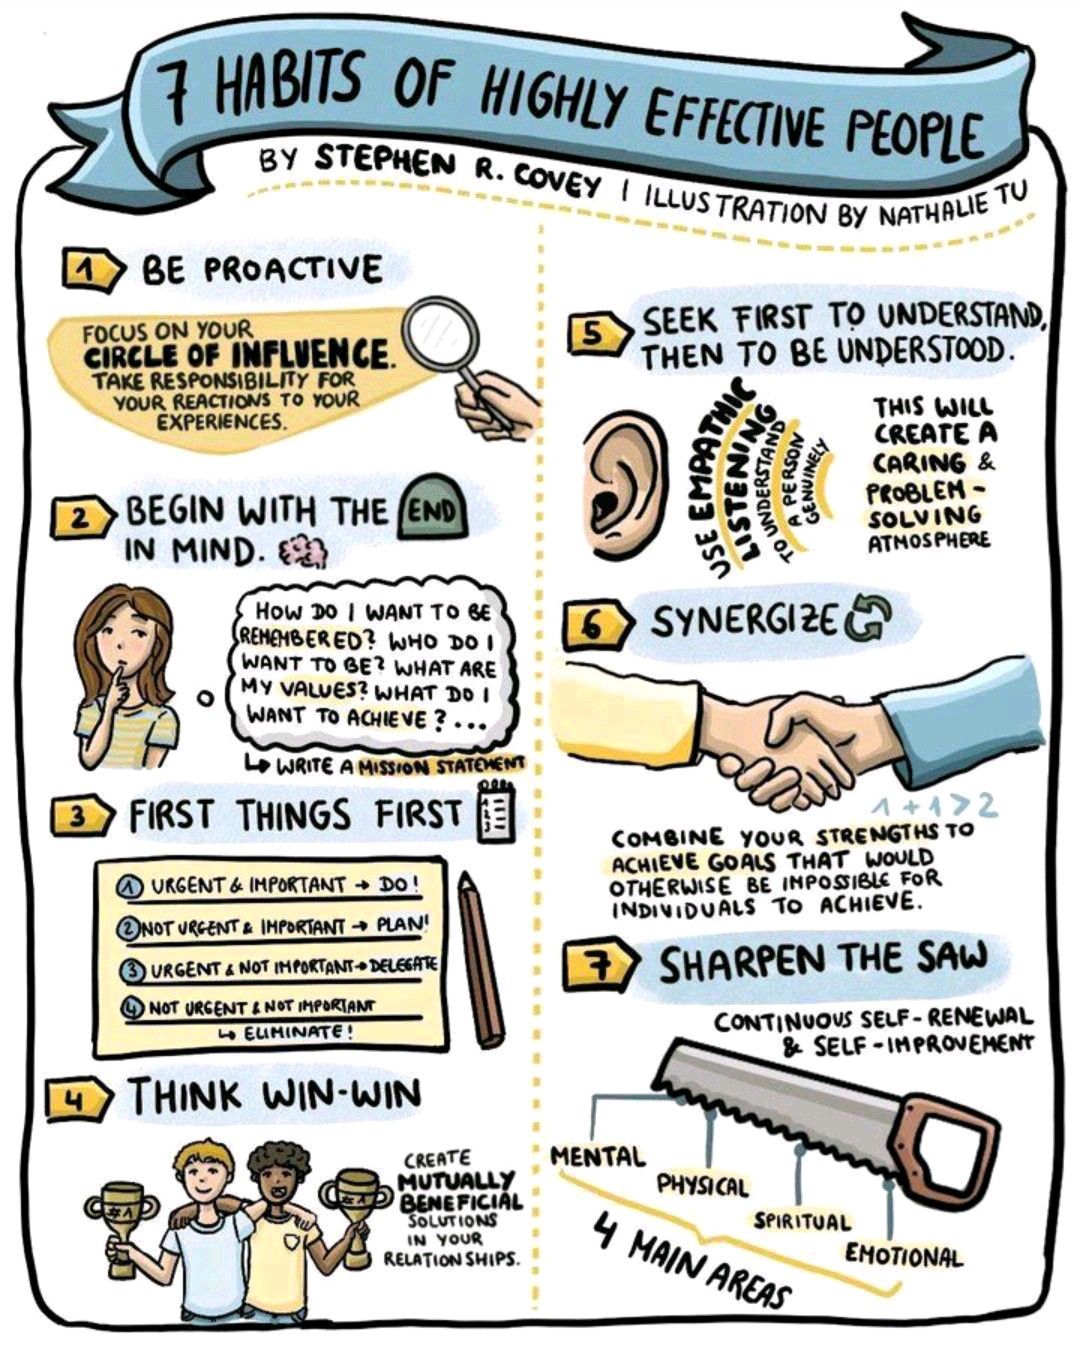 7 HABITS OF HIGHLY EFFECTIVE PEOPLE
BY STEPHEN R. COVEY | ILLUSTRATION BY NATHALIE TU
1 BE PROACTIVE
FOCUS ON YOUR
CIRCLE OF INFLUENCE.
TAKE RESPONSIBILITY FOR
YOUR REACTIONS TO YOUR
EXPERIENCES.
2 BEGIN WITH THE END
IN MIND.
HOW DO I WANT TO BE
REMEMBERED? WHO DO I
WANT TO BE? WHAT ARE
MY VALUES? WHAT DO I
WANT TO ACHIEVE?...
↳ WRITE A MISSION STATEMENT
3 FIRST THINGS FIRST
1 URGENT & IMPORTANT → DO!
2 NOT URGENT & IMPORTANT → PLAN!
3 URGENT & NOT IMPORTANT → DELEGATE
4 NOT URGENT & NOT IMPORTANT
↳ ELIMINATE!
4 THINK WIN-WIN
#1
#1
CREATE
MUTUALLY
BENEFICIAL
SOLUTIONS
IN YOUR
RELATIONSHIPS.
5 SEEK FIRST TO UNDERSTAND,
THEN TO BE UNDERSTOOD.
USE EMPATHIC
LISTENING
TO UNDERSTAND
A PERSON
GENUINELY
THIS WILL
CREATE A
CARING &
PROBLEM-
SOLVING
ATMOSPHERE
6 SYNERGIZE
1+1>2
COMBINE YOUR STRENGTHS TO
ACHIEVE GOALS THAT WOULD
OTHERWISE BE IMPOSSIBLE FOR
INDIVIDUALS TO ACHIEVE.
7 SHARPEN THE SAW
CONTINUOUS SELF-RENEWAL
& SELF-IMPROVEMENT
MENTAL
PHYSICAL
SPIRITUAL
EMOTIONAL
4 MAIN AREAS